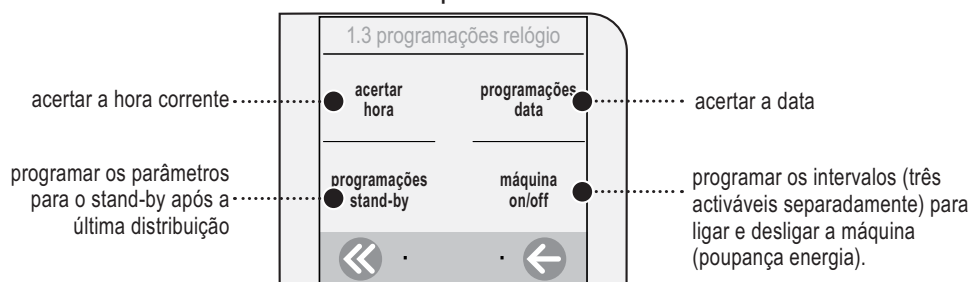 1.3 programações relógio
acertar a hora corrente
acertar
hora
programações
data
acertar a data
programar os parâmetros
para o stand-by após a
última distribuição
programações
stand-by
máquina
on/off
programar os intervalos (três
activáveis separadamente) para
ligar e desligar a máquina
(poupança energia).